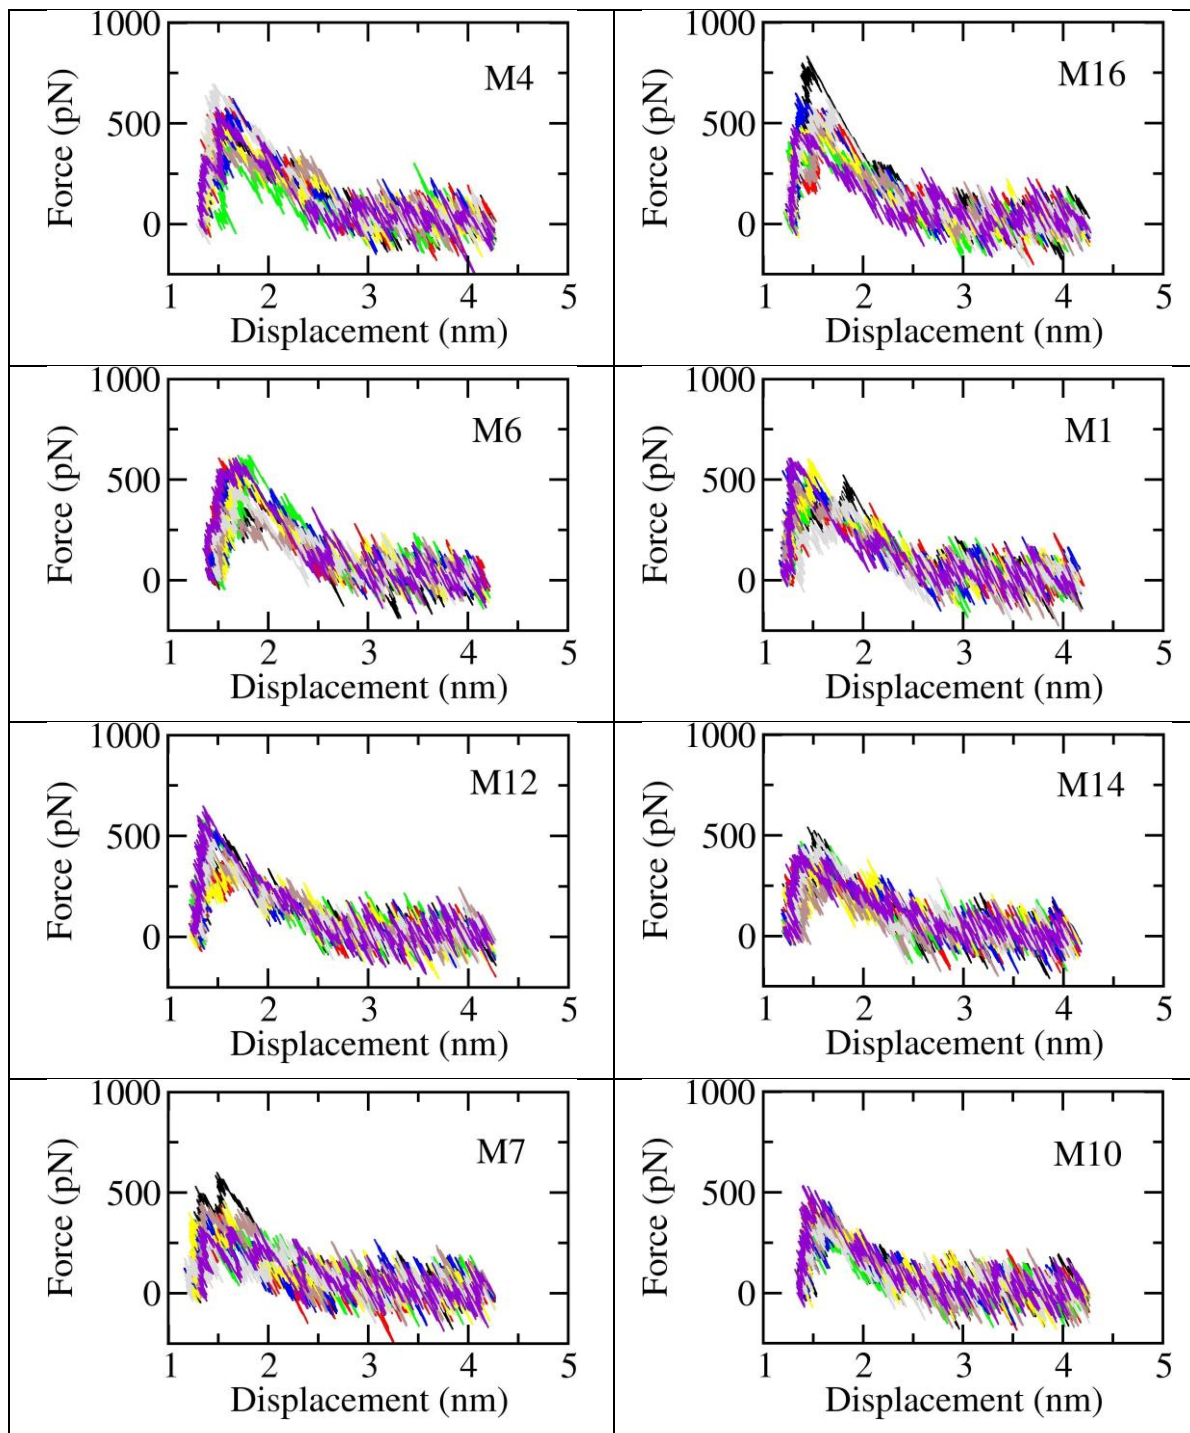 1000
500
0
Force (pN)
M4
1 2 3 4 5
Displacement (nm)
1000
500
0
Force (pN)
M16
1 2 3 4 5
Displacement (nm)
1000
500
0
Force (pN)
M6
1 2 3 4 5
Displacement (nm)
1000
500
0
Force (pN)
M1
1 2 3 4 5
Displacement (nm)
1000
500
0
Force (pN)
M12
1 2 3 4 5
Displacement (nm)
1000
500
0
Force (pN)
M14
1 2 3 4 5
Displacement (nm)
1000
500
0
Force (pN)
M7
1 2 3 4 5
Displacement (nm)
1000
500
0
Force (pN)
M10
1 2 3 4 5
Displacement (nm)